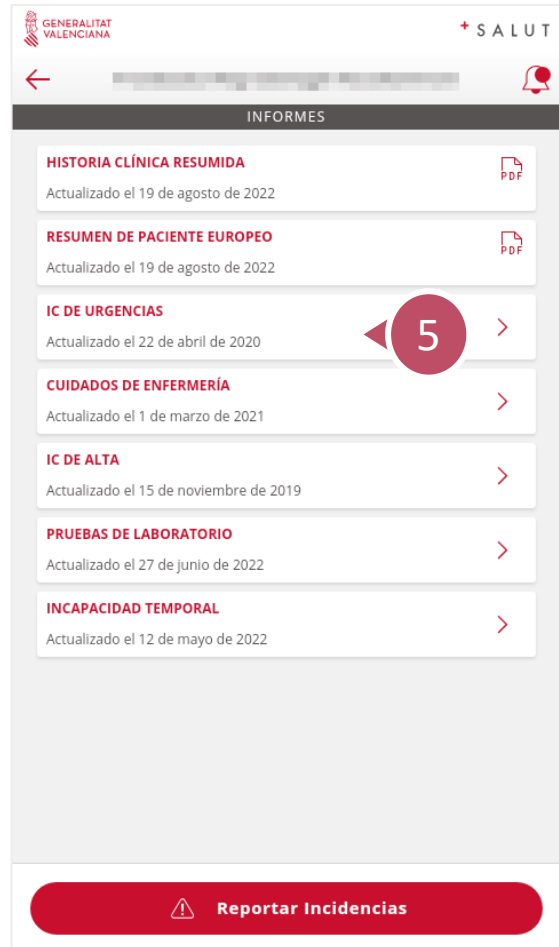 GENERALITAT
VALENCIANA
+ SALUT
INFORMES
HISTORIA CLÍNICA RESUMIDA
PDF
Actualizado el 19 de agosto de 2022
RESUMEN DE PACIENTE EUROPEO
PDF
Actualizado el 19 de agosto de 2022
IC DE URGENCIAS
5
Actualizado el 22 de abril de 2020
CUIDADOS DE ENFERMERÍA
Actualizado el 1 de marzo de 2021
IC DE ALTA
Actualizado el 15 de noviembre de 2019
PRUEBAS DE LABORATORIO
Actualizado el 27 de junio de 2022
INCAPACIDAD TEMPORAL
Actualizado el 12 de mayo de 2022
Reportar Incidencias